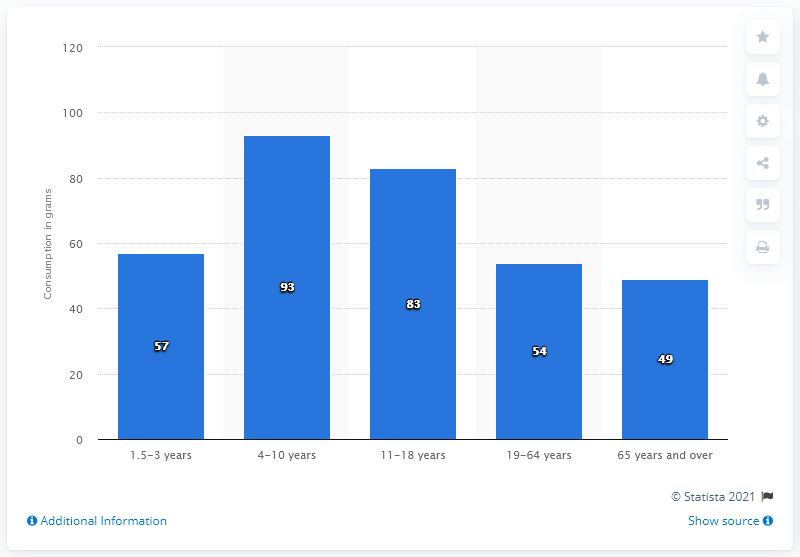 120
100
80
60
40
20
0
Consumption in grams
57
93
83
54
49
1.5-3 years
4-10 years
11-18 years
19-64 years
65 years and over
© Statista 2021
Additional Information
Show source